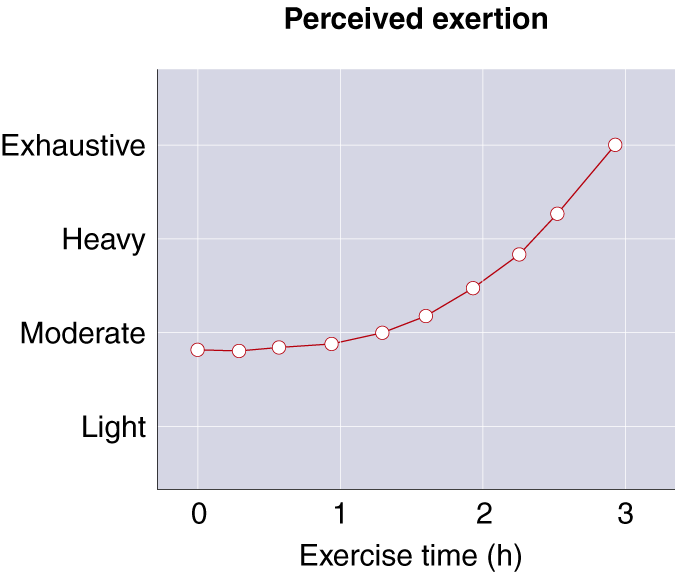 Perceived exertion
Exhaustive
Heavy
Moderate
Light
0 1 2 3
Exercise time (h)